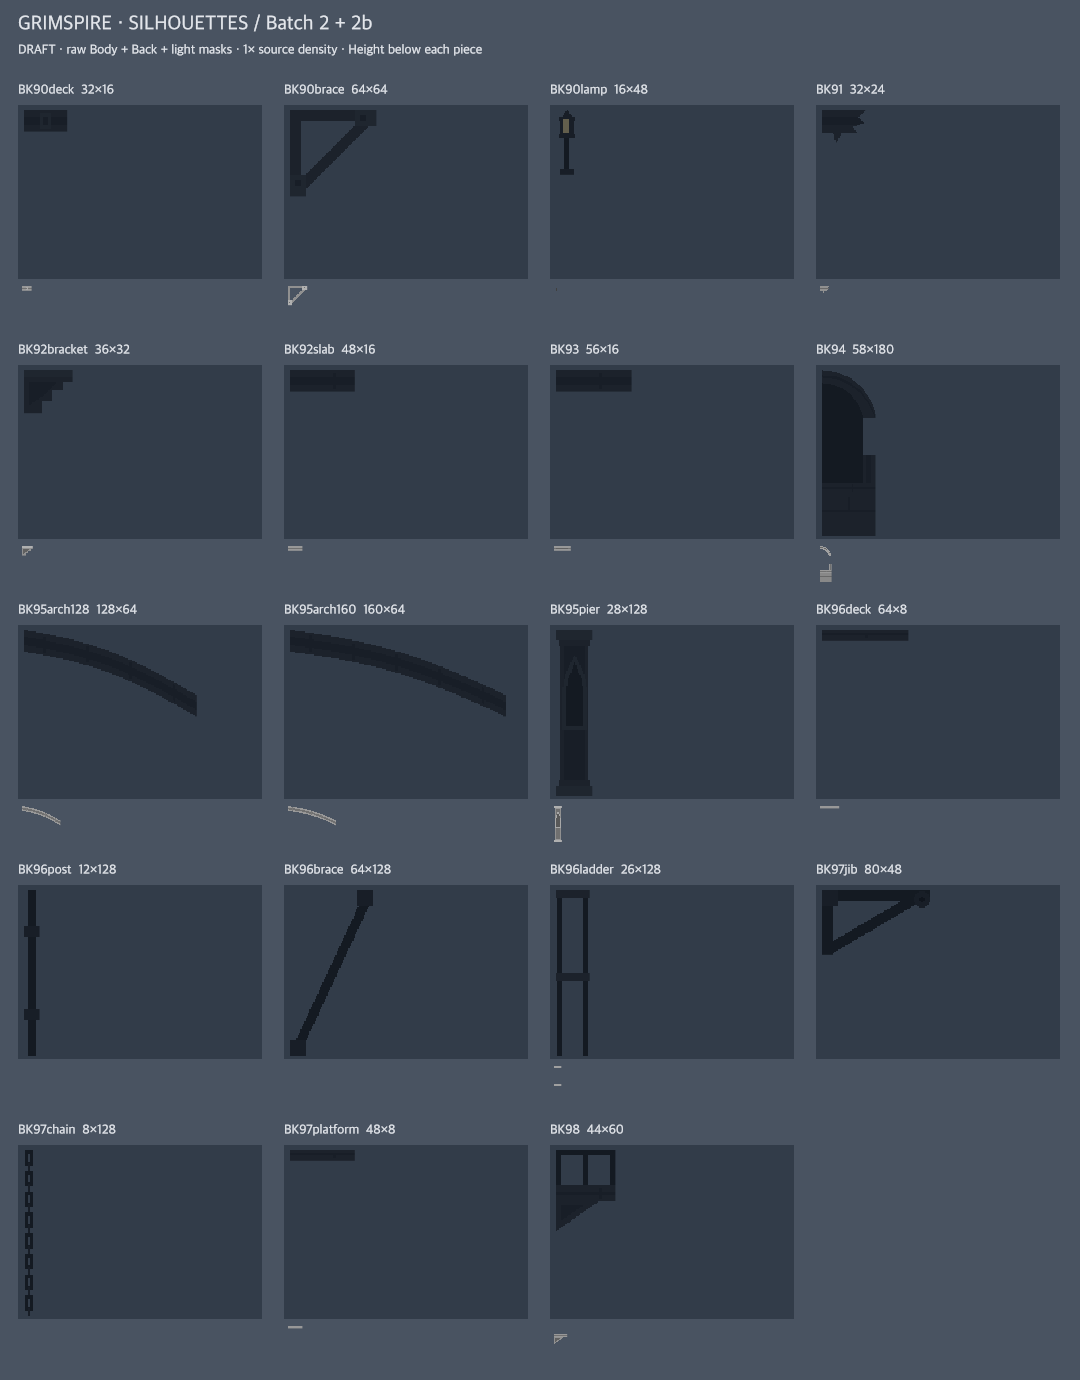 GRIMSPIRE · SILHOUETTES / Batch 2 + 2b
DRAFT · raw Body + Back + light masks · 1× source density · Height below each piece
BK90deck 32×16
BK90brace 64×64
BK90lamp 16×48
BK91 32×24
BK92bracket 36×32
BK92slab 48×16
BK93 56×16
BK94 58×180
BK95arch128 128×64
BK95arch160 160×64
BK95pier 28×128
BK96deck 64×8
BK96post 12×128
BK96brace 64×128
BK96ladder 26×128
BK97jib 80×48
BK97chain 8×128
BK97platform 48×8
BK98 44×60